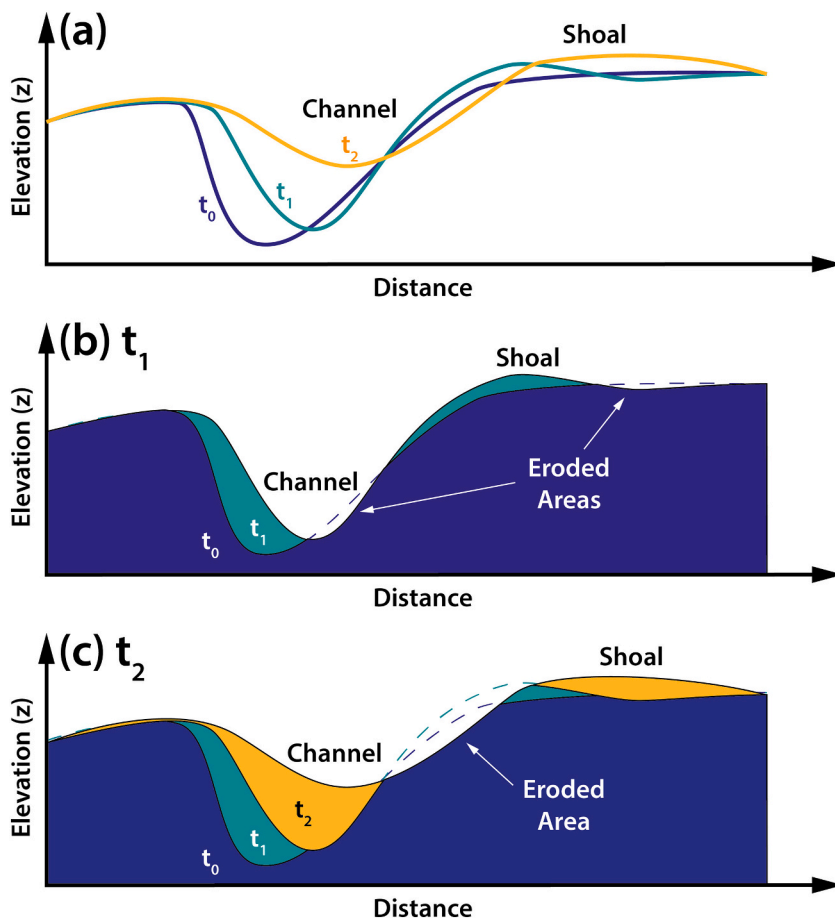 (a)
Shoal
Channel
t₂
t₁
t₀
Elevation (z)
Distance
(b) t₁
Shoal
Channel
Eroded
Areas
t₁
t₀
Elevation (z)
Distance
(c) t₂
Shoal
Channel
Eroded
Area
t₂
t₁
t₀
Elevation (z)
Distance